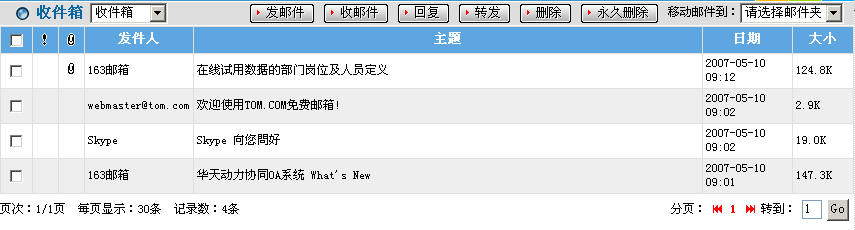 收件箱 收件箱 发邮件 收邮件 回复 转发 删除 永久删除 移动邮件到: 请选择邮件夹
! 发件人 主题 日期 大小
163邮箱 在线试用数据的部门岗位及人员定义 2007-05-10 09:12 124.8K
webmaster@tom.com 欢迎使用TOM.COM免费邮箱! 2007-05-10 09:02 2.9K
Skype Skype 向您問好 2007-05-10 09:02 19.0K
163邮箱 华天动力协同OA系统 What's New 2007-05-10 09:01 147.3K
页次：1/1页 每页显示：30条 记录数：4条 分页： 1 转到： 1 Go